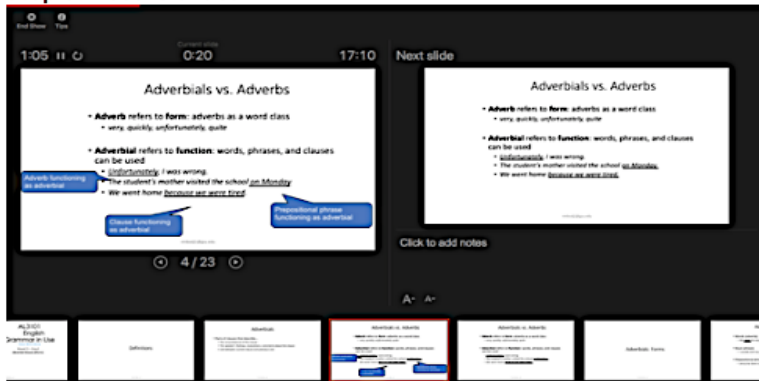 End Show Tips
Current slide
1:05 0:20 17:10 Next slide
Adverbials vs. Adverbs
• Adverb refers to form: adverbs as a word class
• very, quickly, unfortunately, quite
• Adverbial refers to function: words, phrases, and clauses
can be used
• Unfortunately, I was wrong.
• The student's mother visited the school on Monday
• We went home because we were tired.
Adverb functioning
as adverbial
Clause functioning
as adverbial
Prepositional phrase
functioning as adverbial
4/23
Adverbials vs. Adverbs
• Adverb refers to form: adverbs as a word class
• very, quickly, unfortunately, quite
• Adverbial refers to function: words, phrases, and clauses
can be used
• Unfortunately, I was wrong.
• The student's mother visited the school on Monday
• We went home because we were tired.
Click to add notes
A A
AL3101
English
Grammar in Use
Definitions
Adverbials
Adverbials vs. Adverbs
Adverbials vs. Adverbs
Adverbials: Forms